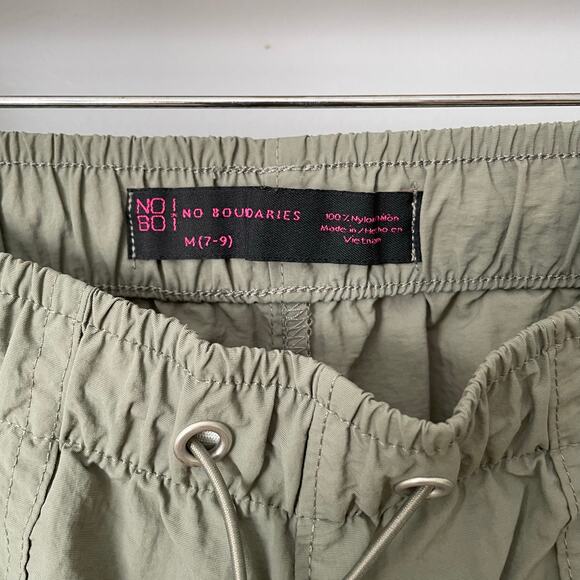 NO
BO
NO BOUDARIES
M(7-9)
100% Nylon/Nilón
Made in/Hecho en
Vietnam